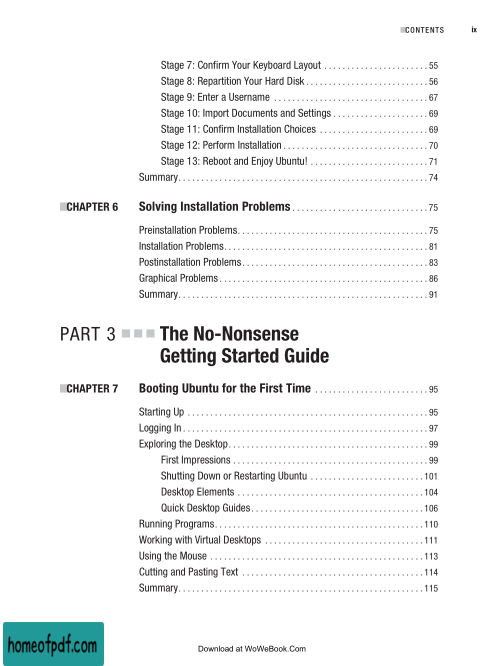 CONTENTS ix
Stage 7: Confirm Your Keyboard Layout . . . . . . . . . . . . . . . . . . . . . . . 55
Stage 8: Repartition Your Hard Disk . . . . . . . . . . . . . . . . . . . . . . . . . . . 56
Stage 9: Enter a Username . . . . . . . . . . . . . . . . . . . . . . . . . . . . . . . . . . 67
Stage 10: Import Documents and Settings . . . . . . . . . . . . . . . . . . . . . 69
Stage 11: Confirm Installation Choices . . . . . . . . . . . . . . . . . . . . . . . . 69
Stage 12: Perform Installation . . . . . . . . . . . . . . . . . . . . . . . . . . . . . . . . 70
Stage 13: Reboot and Enjoy Ubuntu! . . . . . . . . . . . . . . . . . . . . . . . . . . 71
Summary. . . . . . . . . . . . . . . . . . . . . . . . . . . . . . . . . . . . . . . . . . . . . . . . . . . . . . . 74
CHAPTER 6 Solving Installation Problems . . . . . . . . . . . . . . . . . . . . . . . . . . . . . . 75
Preinstallation Problems. . . . . . . . . . . . . . . . . . . . . . . . . . . . . . . . . . . . . . . . . . 75
Installation Problems. . . . . . . . . . . . . . . . . . . . . . . . . . . . . . . . . . . . . . . . . . . . . 81
Postinstallation Problems . . . . . . . . . . . . . . . . . . . . . . . . . . . . . . . . . . . . . . . . . 83
Graphical Problems . . . . . . . . . . . . . . . . . . . . . . . . . . . . . . . . . . . . . . . . . . . . . . 86
Summary. . . . . . . . . . . . . . . . . . . . . . . . . . . . . . . . . . . . . . . . . . . . . . . . . . . . . . . 91
PART 3 The No-Nonsense
Getting Started Guide
CHAPTER 7 Booting Ubuntu for the First Time . . . . . . . . . . . . . . . . . . . . . . . . . 95
Starting Up . . . . . . . . . . . . . . . . . . . . . . . . . . . . . . . . . . . . . . . . . . . . . . . . . . . . . 95
Logging In . . . . . . . . . . . . . . . . . . . . . . . . . . . . . . . . . . . . . . . . . . . . . . . . . . . . . . 97
Exploring the Desktop. . . . . . . . . . . . . . . . . . . . . . . . . . . . . . . . . . . . . . . . . . . . 99
First Impressions . . . . . . . . . . . . . . . . . . . . . . . . . . . . . . . . . . . . . . . . . . . 99
Shutting Down or Restarting Ubuntu . . . . . . . . . . . . . . . . . . . . . . . . . 101
Desktop Elements . . . . . . . . . . . . . . . . . . . . . . . . . . . . . . . . . . . . . . . . . 104
Quick Desktop Guides. . . . . . . . . . . . . . . . . . . . . . . . . . . . . . . . . . . . . . 106
Running Programs. . . . . . . . . . . . . . . . . . . . . . . . . . . . . . . . . . . . . . . . . . . . . . 110
Working with Virtual Desktops . . . . . . . . . . . . . . . . . . . . . . . . . . . . . . . . . . . 111
Using the Mouse . . . . . . . . . . . . . . . . . . . . . . . . . . . . . . . . . . . . . . . . . . . . . . . 113
Cutting and Pasting Text . . . . . . . . . . . . . . . . . . . . . . . . . . . . . . . . . . . . . . . . 114
Summary. . . . . . . . . . . . . . . . . . . . . . . . . . . . . . . . . . . . . . . . . . . . . . . . . . . . . . 115
homeofpdf.com
Download at WoWeBook.Com